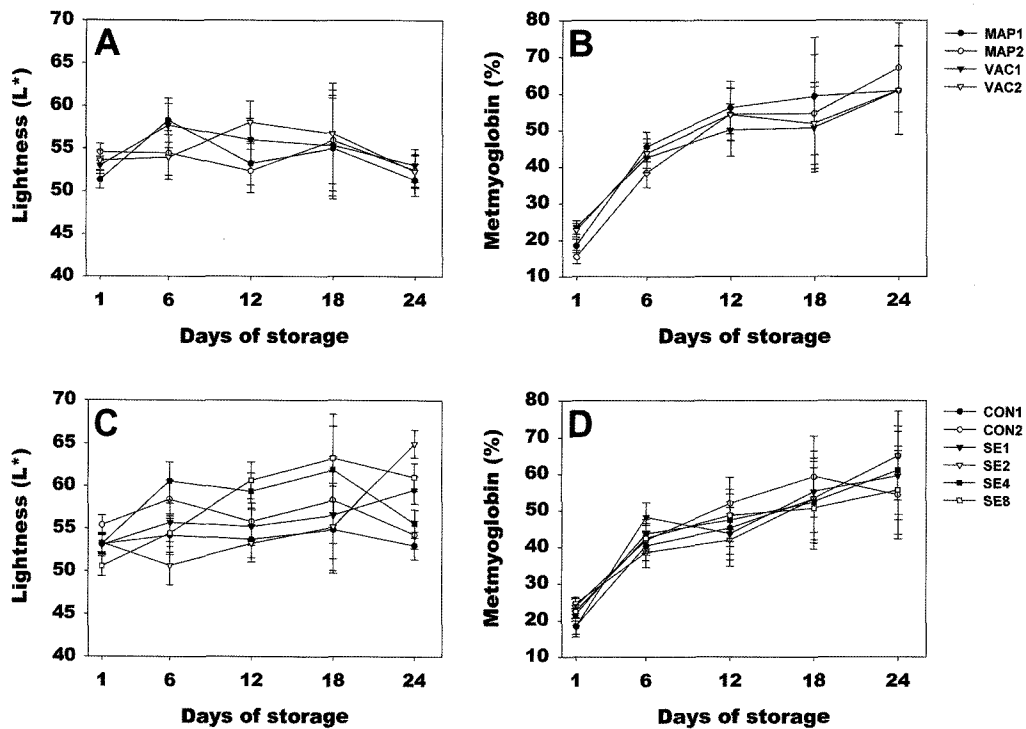 A
Lightness (L*)
70
65
60
55
50
45
40
1 6 12 18 24
Days of storage
B
Metmyoglobin (%)
80
70
60
50
40
30
20
10
1 6 12 18 24
Days of storage
MAP1
MAP2
VAC1
VAC2
C
Lightness (L*)
70
65
60
55
50
45
40
1 6 12 18 24
Days of storage
D
Metmyoglobin (%)
80
70
60
50
40
30
20
10
1 6 12 18 24
Days of storage
CON1
CON2
SE1
SE2
SE4
SE8